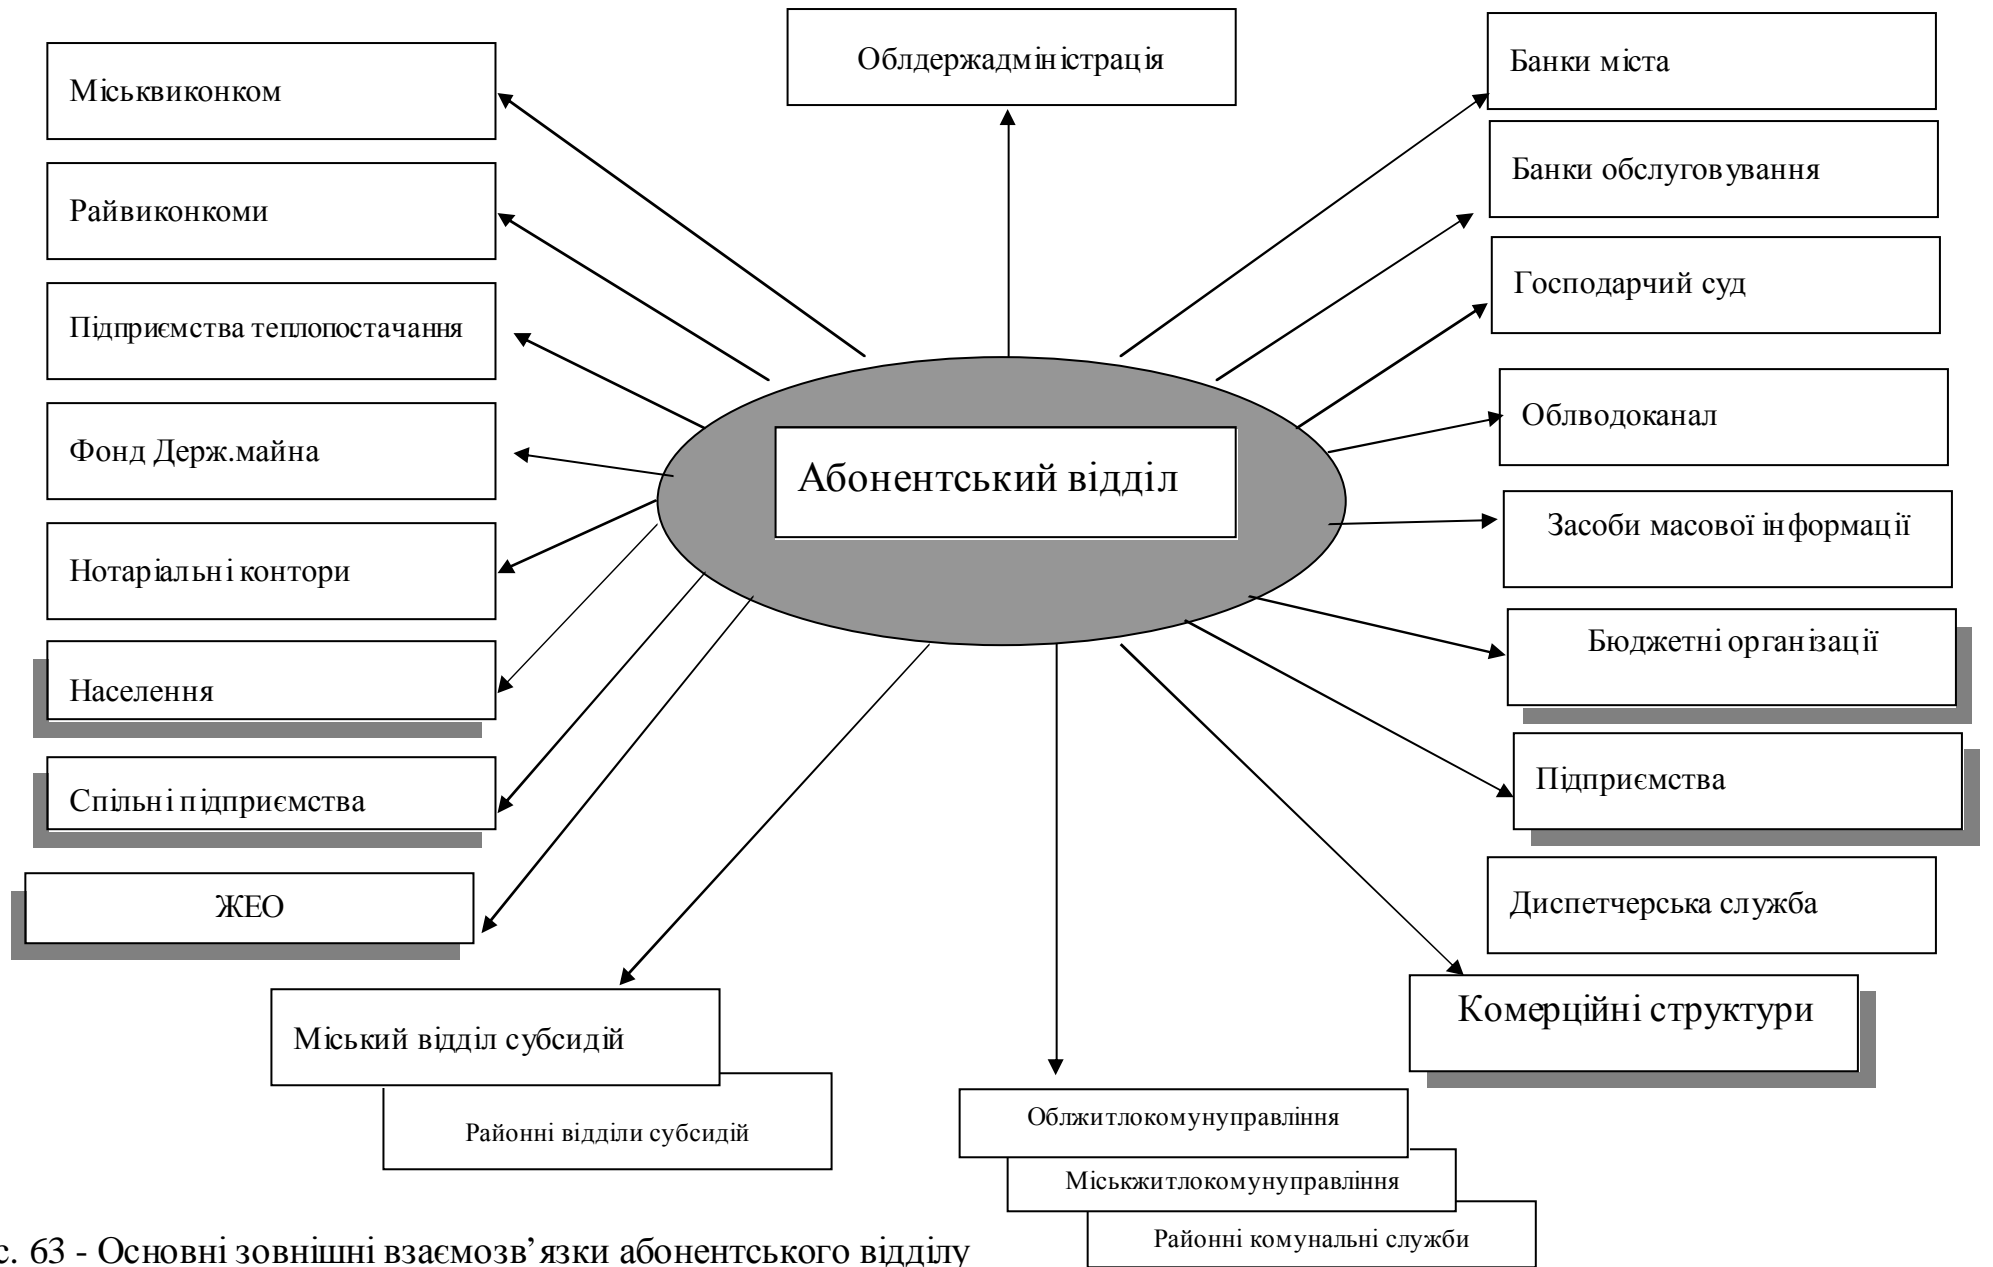 Облдержадміністрація
Міськвиконком
Райвиконкоми
Підприємства теплопостачання
Фонд Держ.майна
Нотаріальні контори
Населення
Спільні підприємства
ЖЕО
Абонентський відділ
Банки міста
Банки обслуговування
Господарчий суд
Облводоканал
Засоби масової інформації
Бюджетні організації
Підприємства
Диспетчерська служба
Комерційні структури
Міський відділ субсидій
Районні відділи субсидій
Облжитлокомунуправління
Міськжитлокомунуправління
Районні комунальні служби
с. 63 - Основні зовнішні взаємозв’язки абонентського відділу